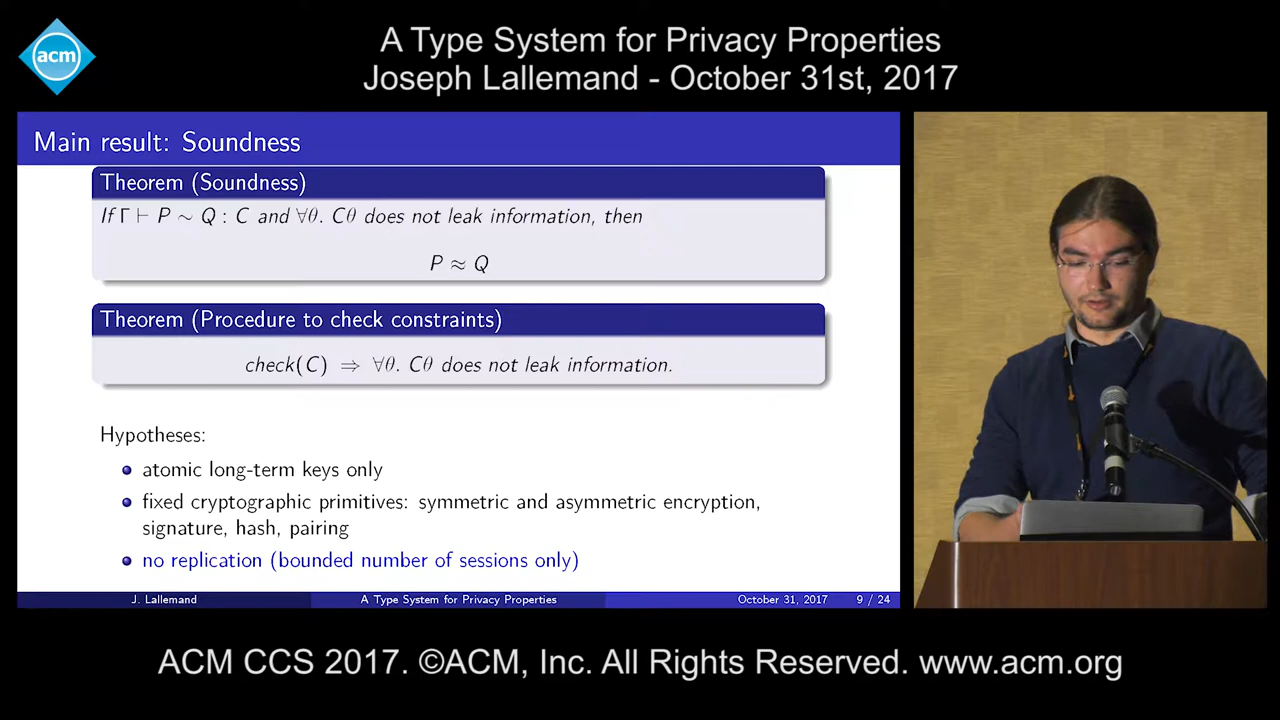 acm
A Type System for Privacy Properties
Joseph Lallemand - October 31st, 2017
Main result: Soundness
Theorem (Soundness)
If Γ ⊢ P ∼ Q : C and ∀θ. Cθ does not leak information, then
P ≈ Q
Theorem (Procedure to check constraints)
check(C) ⇒ ∀θ. Cθ does not leak information.
Hypotheses:
atomic long-term keys only
fixed cryptographic primitives: symmetric and asymmetric encryption,
signature, hash, pairing
no replication (bounded number of sessions only)
J. Lallemand
A Type System for Privacy Properties
October 31, 2017
9 / 24
ACM CCS 2017. ©ACM, Inc. All Rights Reserved. www.acm.org